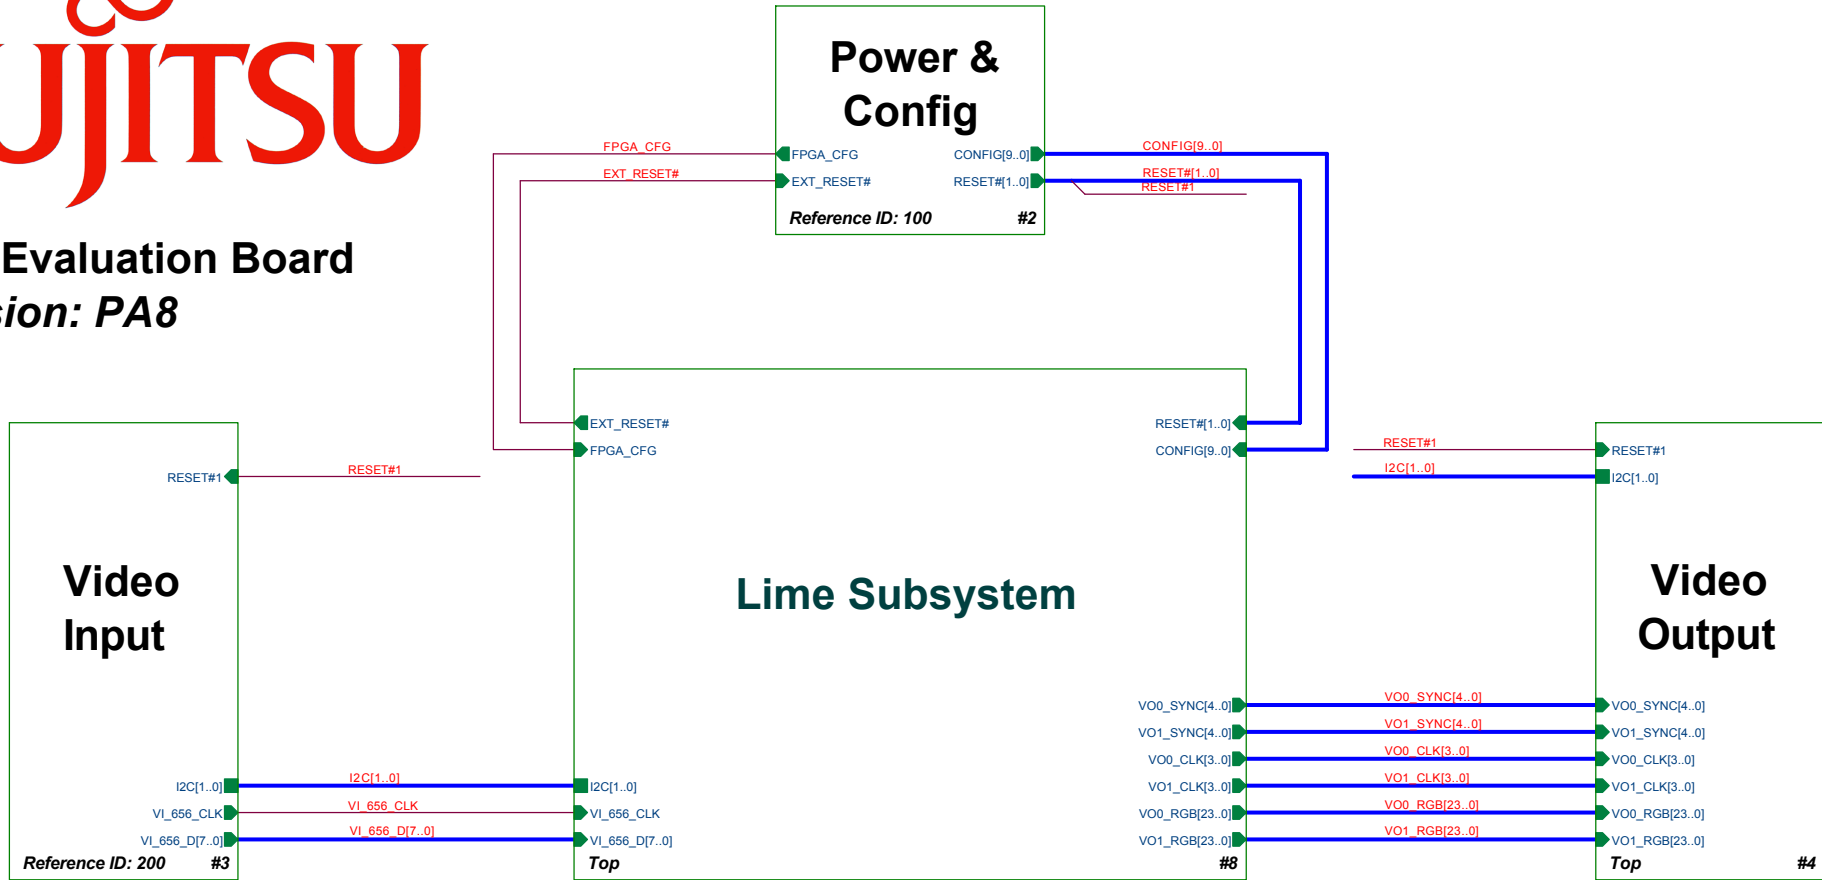 UJITSU
Evaluation Board
sion: PA8
Power &
Config
FPGA_CFG
EXT_RESET#
FPGA_CFG
EXT_RESET#
CONFIG[9..0]
RESET#[1..0]
CONFIG[9..0]
RESET#[1..0]
RESET#1
Reference ID: 100 #2
EXT_RESET#
FPGA_CFG
RESET#[1..0]
CONFIG[9..0]
RESET#1
RESET#1
RESET#1
I2C[1..0]
RESET#1
I2C[1..0]
Video
Input
Lime Subsystem
Video
Output
I2C[1..0]
VI_656_CLK
VI_656_D[7..0]
I2C[1..0]
VI_656_CLK
VI_656_D[7..0]
I2C[1..0]
VI_656_CLK
VI_656_D[7..0]
VO0_SYNC[4..0]
VO1_SYNC[4..0]
VO0_CLK[3..0]
VO1_CLK[3..0]
VO0_RGB[23..0]
VO1_RGB[23..0]
VO0_SYNC[4..0]
VO1_SYNC[4..0]
VO0_CLK[3..0]
VO1_CLK[3..0]
VO0_RGB[23..0]
VO1_RGB[23..0]
VO0_SYNC[4..0]
VO1_SYNC[4..0]
VO0_CLK[3..0]
VO1_CLK[3..0]
VO0_RGB[23..0]
VO1_RGB[23..0]
Reference ID: 200 #3
Top #8
Top #4